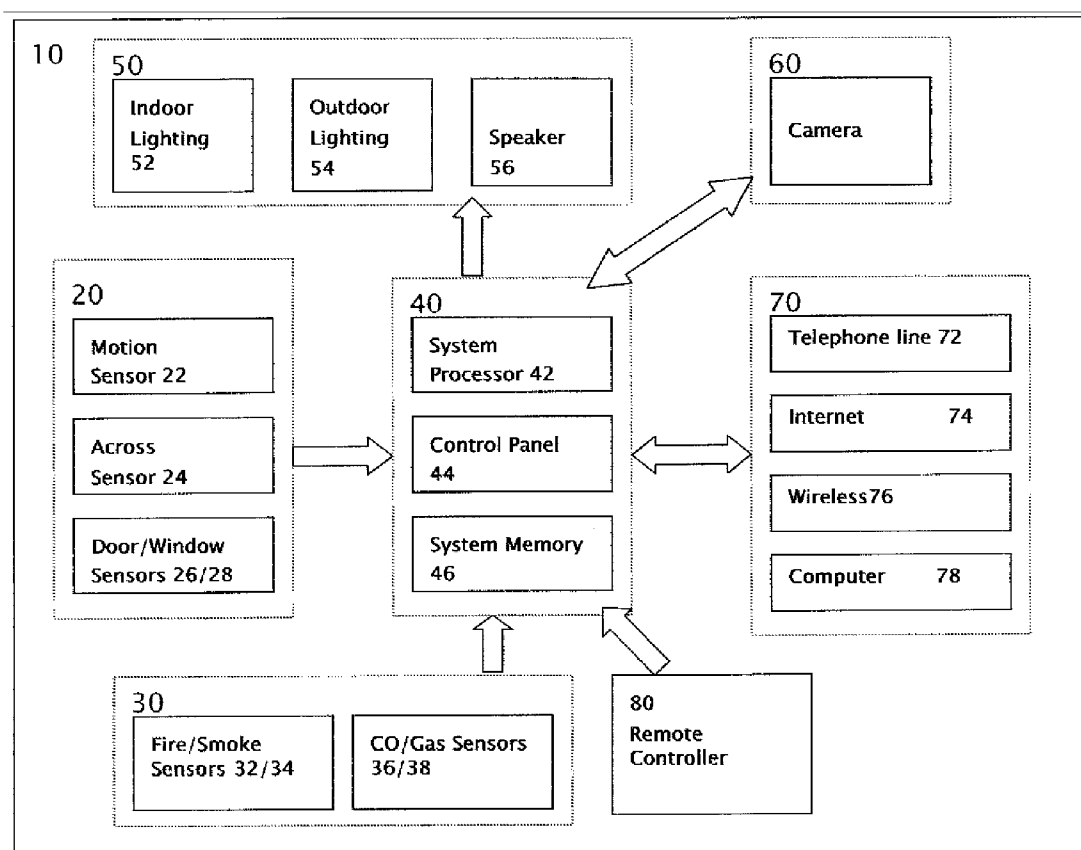 10
50
Indoor
Lighting
52
Outdoor
Lighting
54
Speaker
56
60
Camera
20
Motion
Sensor 22
Across
Sensor 24
Door/Window
Sensors 26/28
40
System
Processor 42
Control Panel
44
System Memory
46
70
Telephone line 72
Internet 74
Wireless76
Computer 78
30
Fire/Smoke
Sensors 32/34
CO/Gas Sensors
36/38
80
Remote
Controller